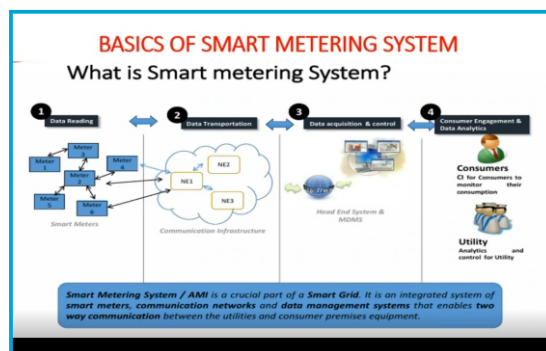 BASICS OF SMART METERING SYSTEM
What is Smart metering System?
1
Data Reading
2
Data Transportation
3
Data acquisition & control
4
Consumer Engagement &
Data Analytics
Meter
3
Meter
1
Meter
4
Meter
2
Meter
5
Meter
6
Smart Meters
NE2
NE1
NE3
Communication Infrastructure
Head End System &
MDMS
Consumers
CI for Consumers to
monitor their
consumption
Utility
Analytics and
control for Utility
Smart Metering System / AMI is a crucial part of a Smart Grid. It is an integrated system of
smart meters, communication networks and data management systems that enables two
way communication between the utilities and consumer premises equipment.